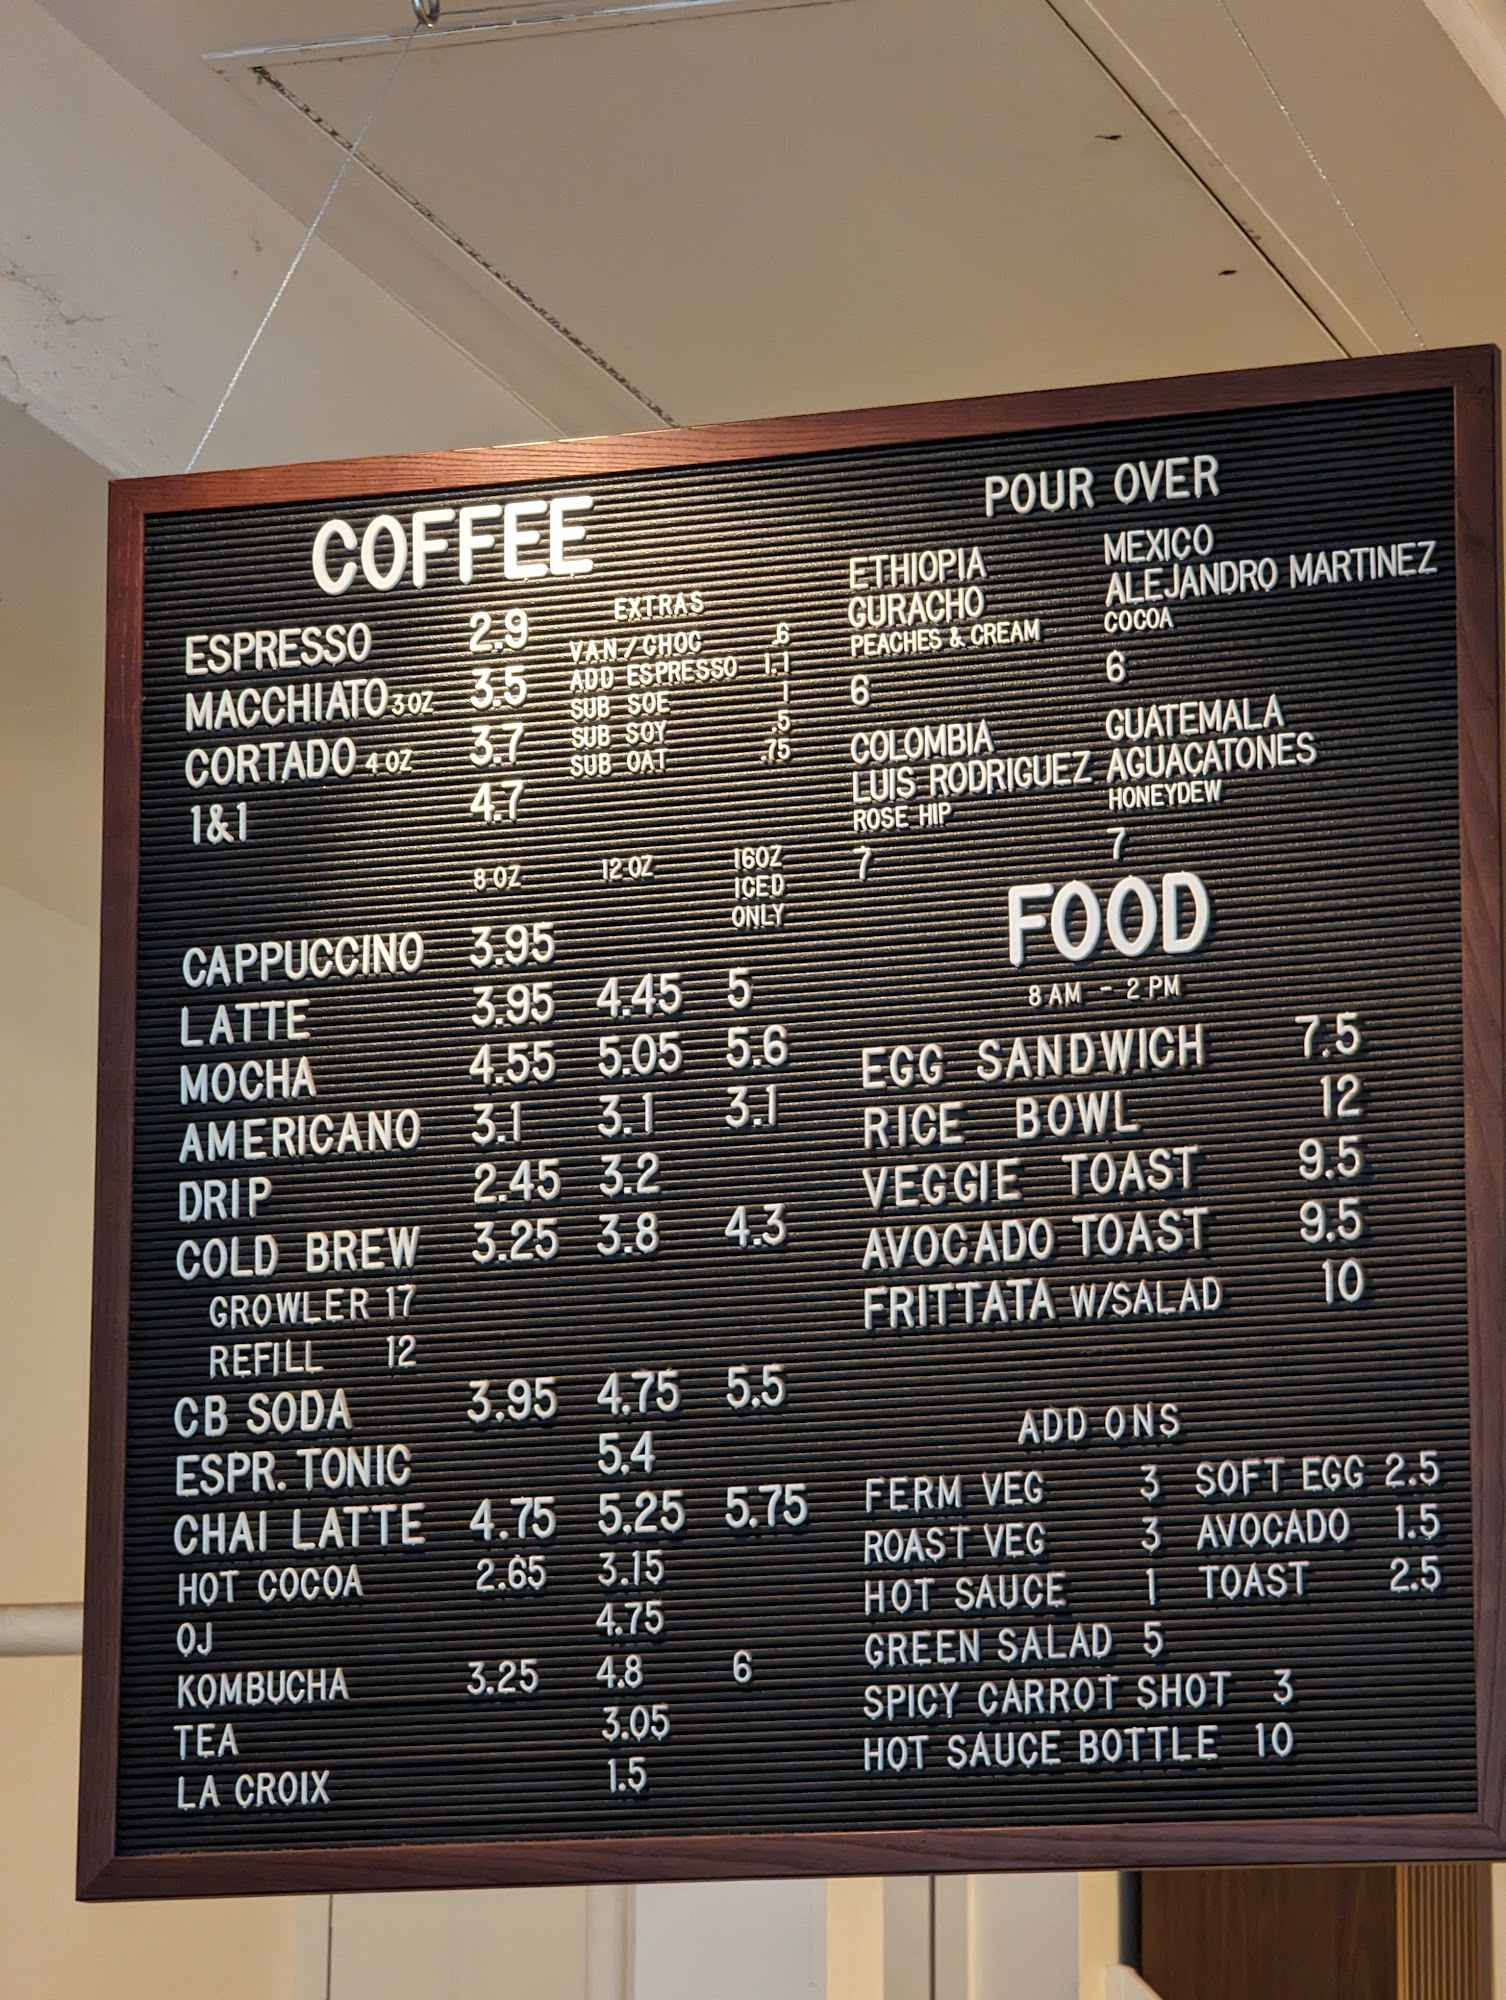 COFFEE
ESPRESSO 2.9
MACCHIATO 3 OZ 3.5
CORTADO 4 OZ 3.7
1&1 4.7
EXTRAS
VAN/CHOC .6
ADD ESPRESSO 1.1
SUB SOE 1
SUB SOY .5
SUB OAT .75
8 OZ 12 OZ 16OZ
ICED
ONLY
CAPPUCCINO 3.95
LATTE 3.95 4.45 5
MOCHA 4.55 5.05 5.6
AMERICANO 3.1 3.1 3.1
DRIP 2.45 3.2
COLD BREW 3.25 3.8 4.3
GROWLER 17
REFILL 12
CB SODA 3.95 4.75 5.5
ESPR. TONIC 5.4
CHAI LATTE 4.75 5.25 5.75
HOT COCOA 2.65 3.15
OJ 4.75
KOMBUCHA 3.25 4.8 6
TEA 3.05
LA CROIX 1.5
POUR OVER
ETHIOPIA
GURACHO
PEACHES & CREAM
6
MEXICO
ALEJANDRO MARTINEZ
COCOA
6
COLOMBIA
LUIS RODRIGUEZ
ROSE HIP
7
GUATEMALA
AGUACATONES
HONEYDEW
7
FOOD
8 AM - 2 PM
EGG SANDWICH 7.5
RICE BOWL 12
VEGGIE TOAST 9.5
AVOCADO TOAST 9.5
FRITTATA W/SALAD 10
ADD ONS
FERM VEG 3 SOFT EGG 2.5
ROAST VEG 3 AVOCADO 1.5
HOT SAUCE 1 TOAST 2.5
GREEN SALAD 5
SPICY CARROT SHOT 3
HOT SAUCE BOTTLE 10